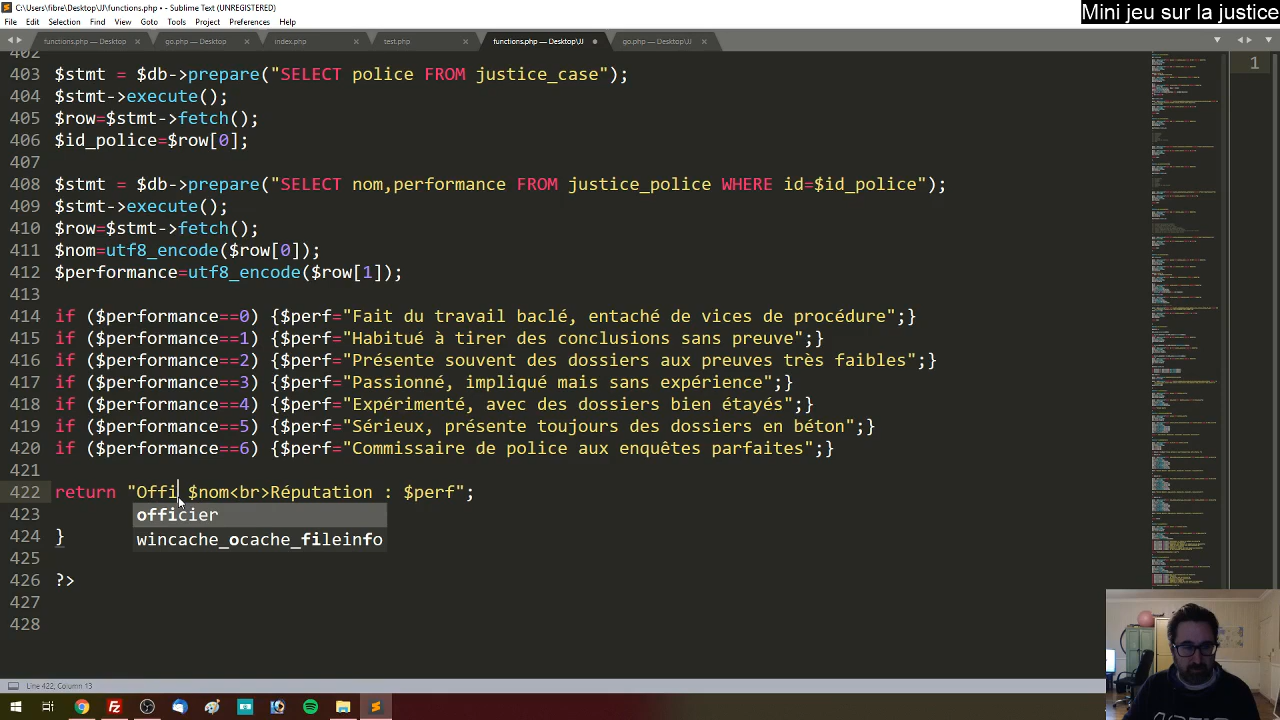 C:\Users\fibre\Desktop\JJ\functions.php • - Sublime Text (UNREGISTERED)
Mini jeu sur la justice
File Edit Selection Find View Goto Tools Project Preferences Help
functions.php — Desktop
go.php — Desktop
index.php
test.php
functions.php — Desktop\JJ
go.php — Desktop\JJ
402
403 $stmt = $db->prepare("SELECT police FROM justice_case");
404 $stmt->execute();
405 $row=$stmt->fetch();
406 $id_police=$row[0];
407
408 $stmt = $db->prepare("SELECT nom,performance FROM justice_police WHERE id=$id_police");
409 $stmt->execute();
410 $row=$stmt->fetch();
411 $nom=utf8_encode($row[0]);
412 $performance=utf8_encode($row[1]);
413
414 if ($performance==0) {$perf="Fait du travail baclé, entaché de vices de procédure";}
415 if ($performance==1) {$perf="Habitué à tirer des conclusions sans preuve";}
416 if ($performance==2) {$perf="Présente souvent des dossiers aux preuves très faibles";}
417 if ($performance==3) {$perf="Passionné, impliqué mais sans expérience";}
418 if ($performance==4) {$perf="Expérimenté, avec des dossiers bien étayés";}
419 if ($performance==5) {$perf="Sérieux, présente toujours des dossiers en béton";}
420 if ($performance==6) {$perf="Commissaire de police aux enquêtes parfaites";}
421
422 return "Offi $nom<br>Réputation : $perf";
423
officier
424 }
wincache_ocache_fileinfo
425
426 ?>
427
428
1
Line 422, Column 13